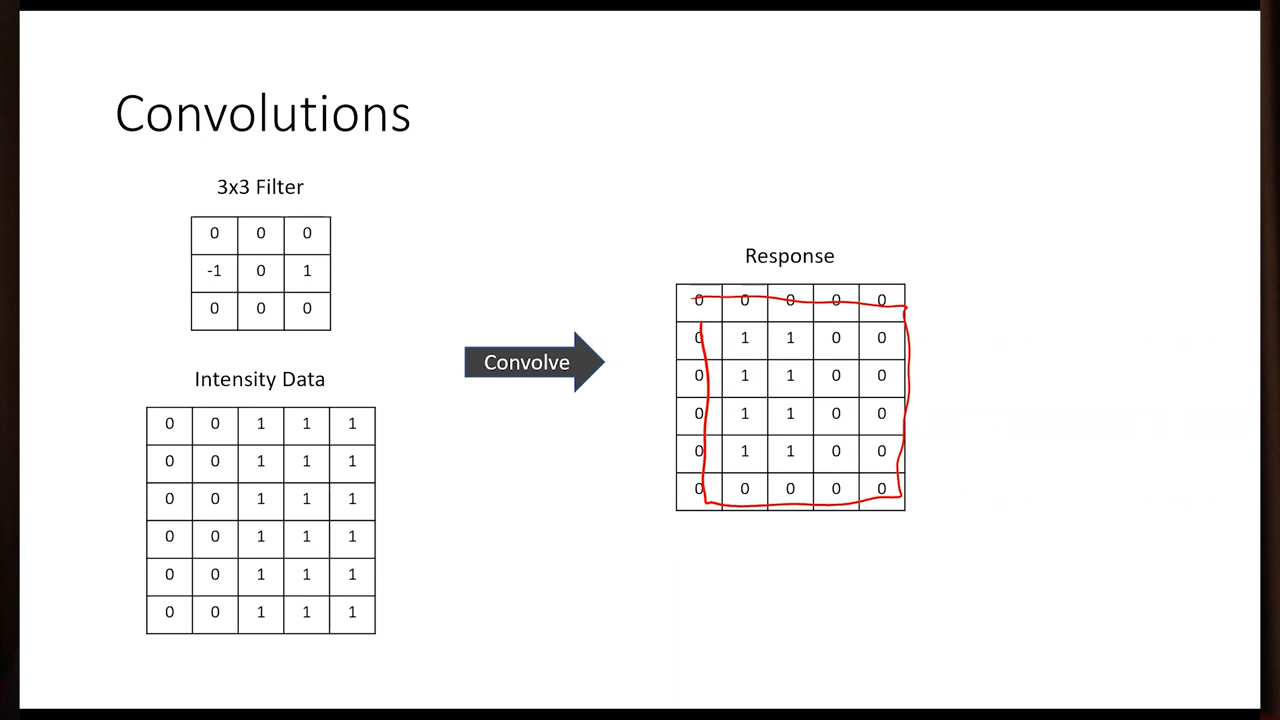 Convolutions
3x3 Filter
0 0 0
-1 0 1
0 0 0
Intensity Data
0 0 1 1 1
0 0 1 1 1
0 0 1 1 1
0 0 1 1 1
0 0 1 1 1
0 0 1 1 1
Convolve
Response
0 0 0 0 0
0 1 1 0 0
0 1 1 0 0
0 1 1 0 0
0 1 1 0 0
0 0 0 0 0